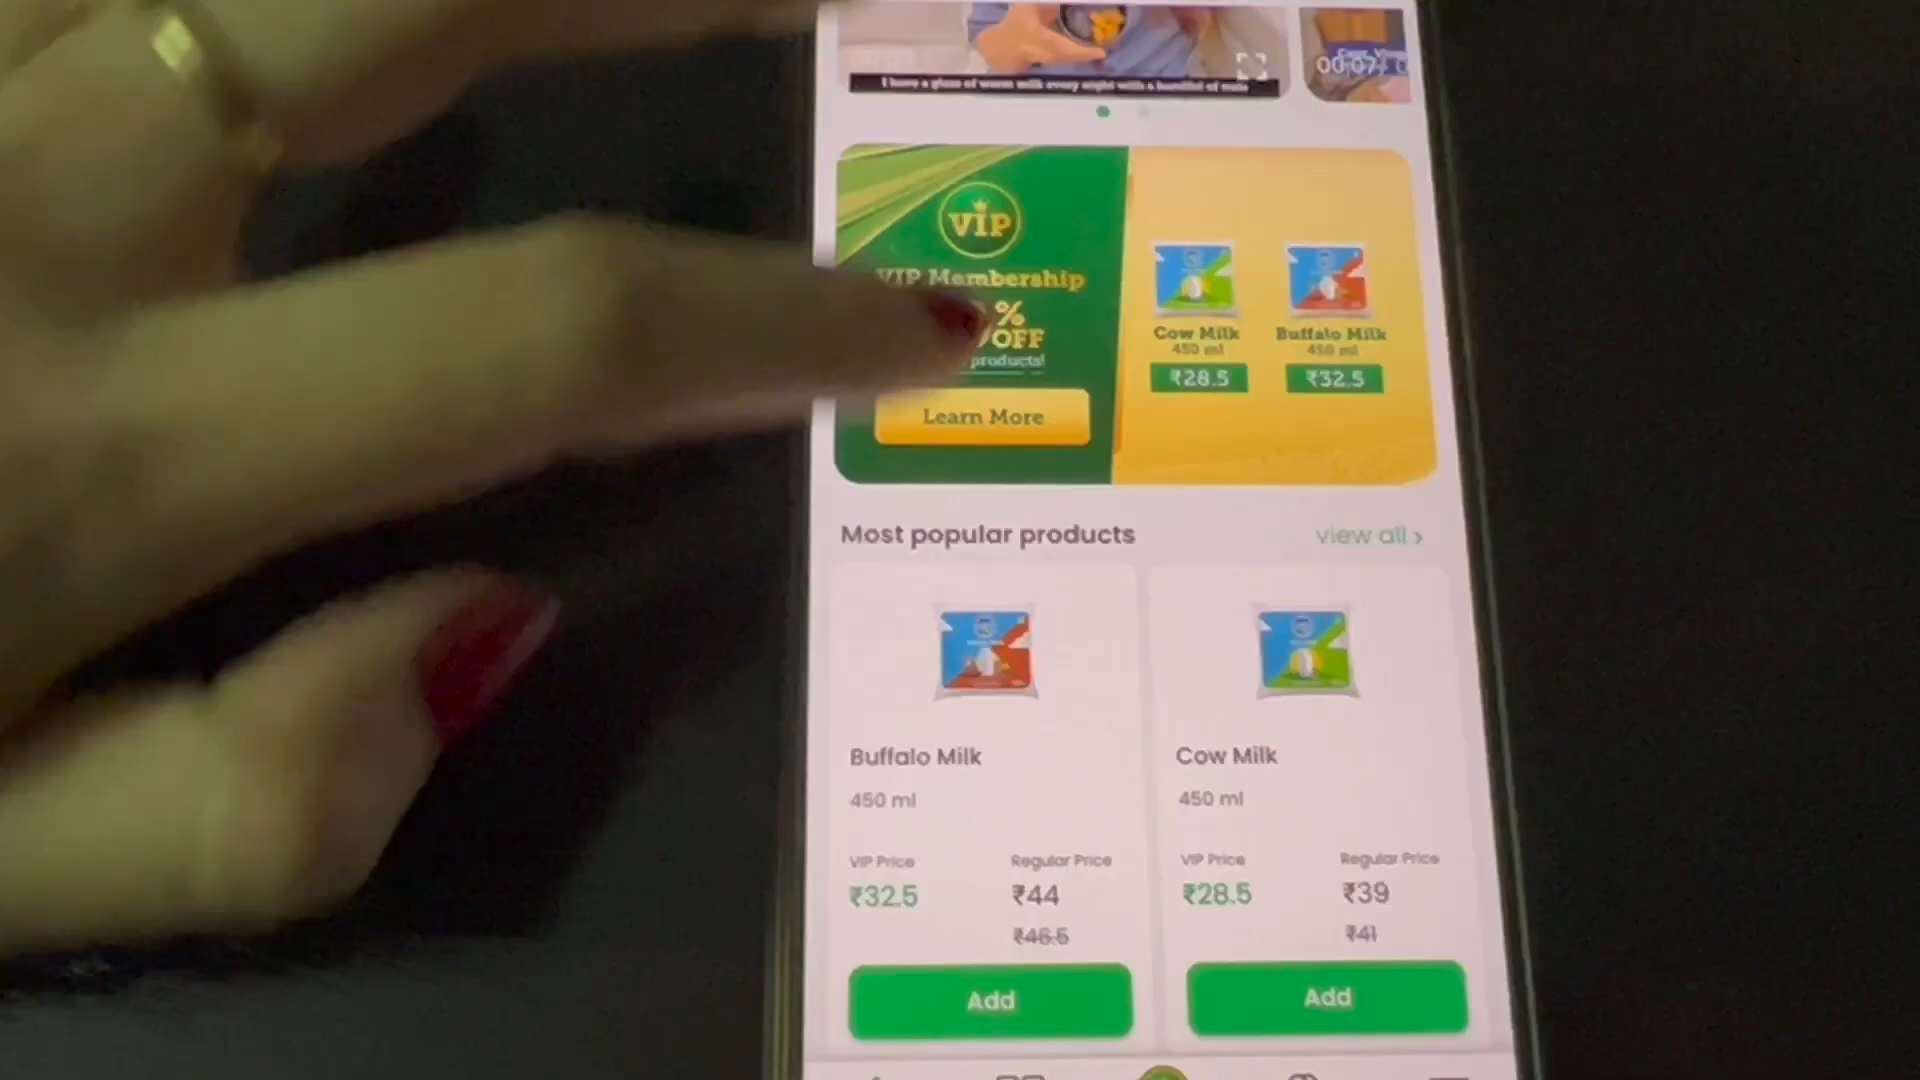 I have a glass of warm milk every night with a handful of nuts
00:07
VIP
VIP Membership
%
OFF
products!
Learn More
Cow Milk
450 ml
₹28.5
Buffalo Milk
450 ml
₹32.5
Most popular products
view all ›
Buffalo Milk
450 ml
VIP Price
Regular Price
₹32.5
₹44
₹46.5
Add
Cow Milk
450 ml
VIP Price
Regular Price
₹28.5
₹39
₹41
Add